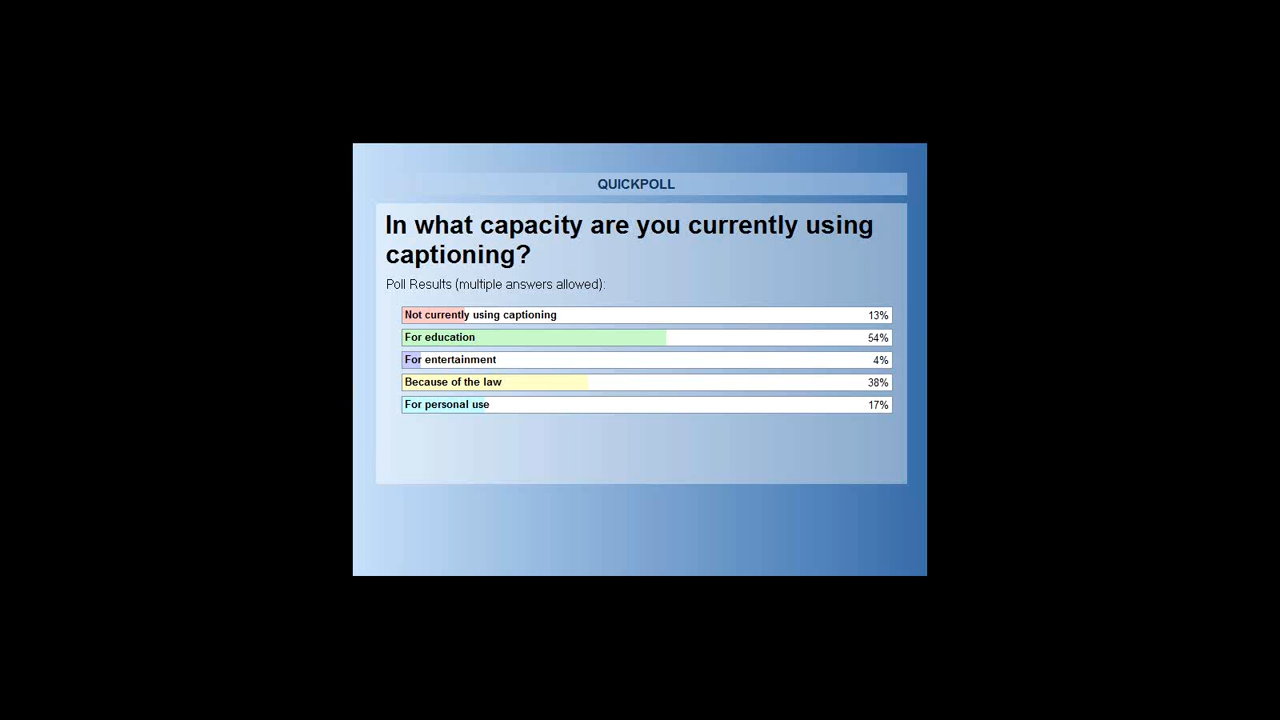 QUICKPOLL
In what capacity are you currently using
captioning?
Poll Results (multiple answers allowed):
Not currently using captioning 13%
For education 54%
For entertainment 4%
Because of the law 38%
For personal use 17%